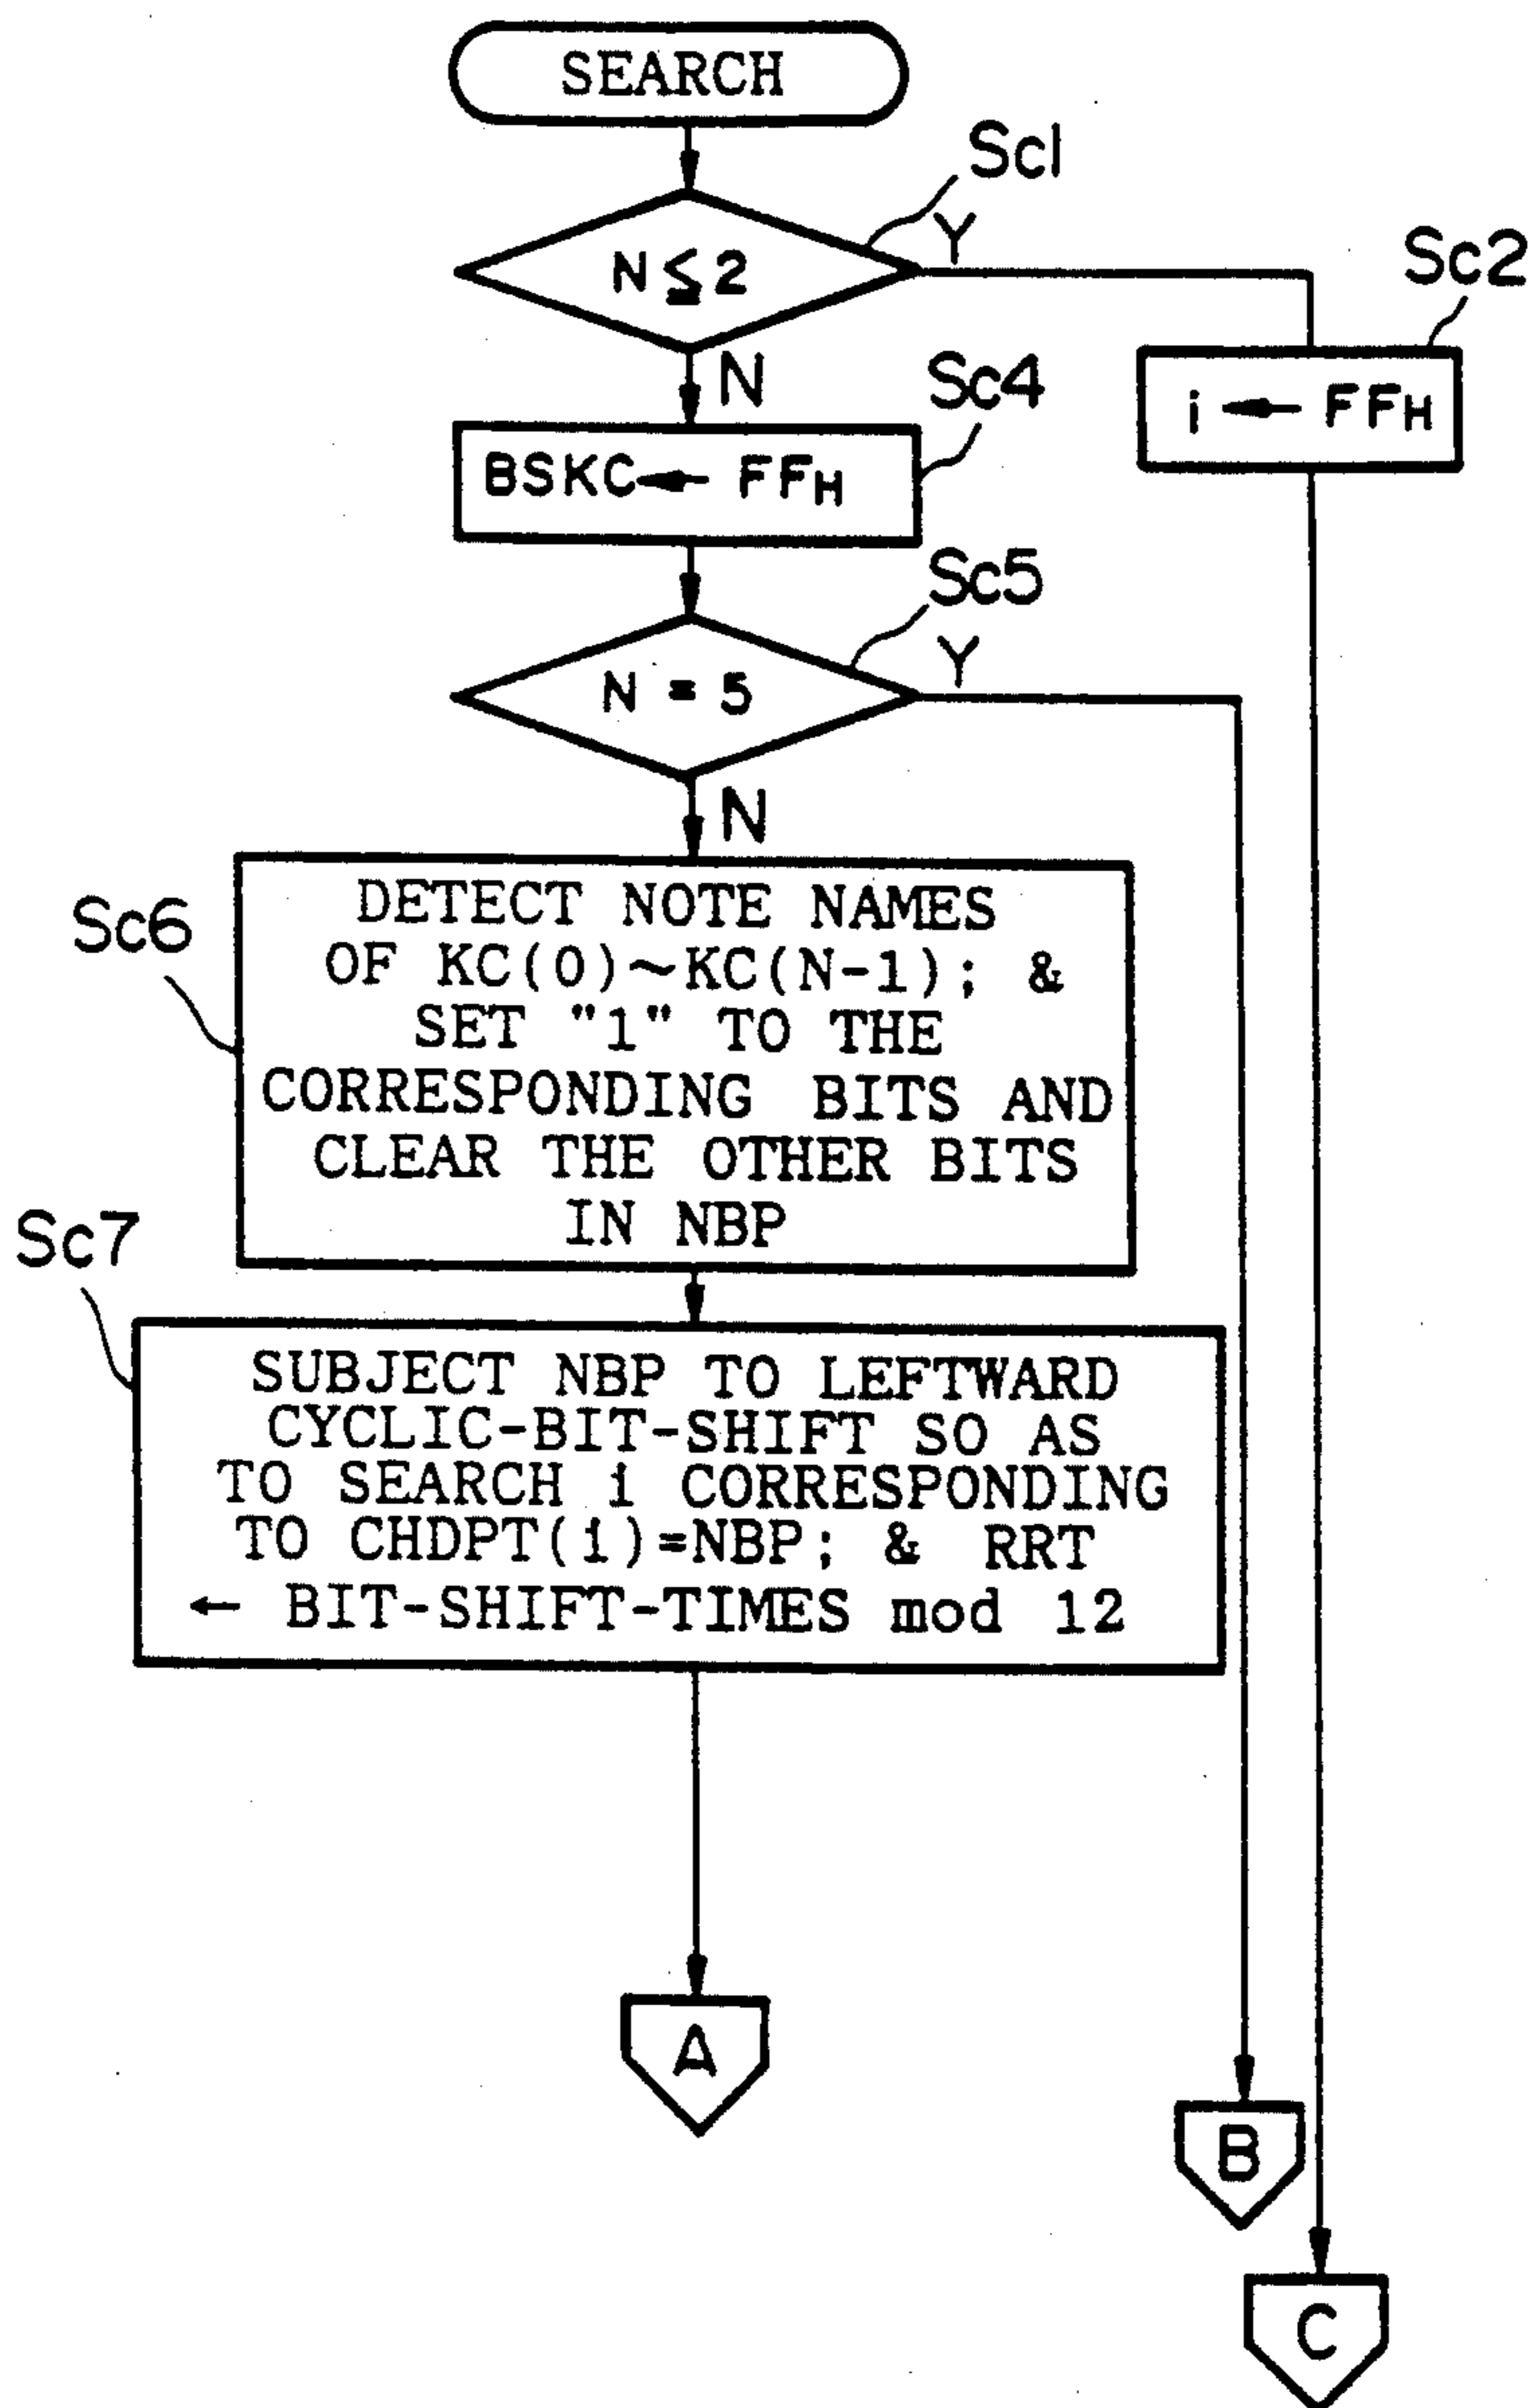 SEARCH
Sc1
N ≦ 2
Y
Sc2
i ← FFH
N
Sc4
BSKC ← FFH
Sc5
N = 5
Y
N
Sc6
DETECT NOTE NAMES
OF KC(0)~KC(N-1); &
SET "1" TO THE
CORRESPONDING BITS AND
CLEAR THE OTHER BITS
IN NBP
Sc7
SUBJECT NBP TO LEFTWARD
CYCLIC-BIT-SHIFT SO AS
TO SEARCH i CORRESPONDING
TO CHDPT(i)=NBP; & RRT
← BIT-SHIFT-TIMES mod 12
A
B
C